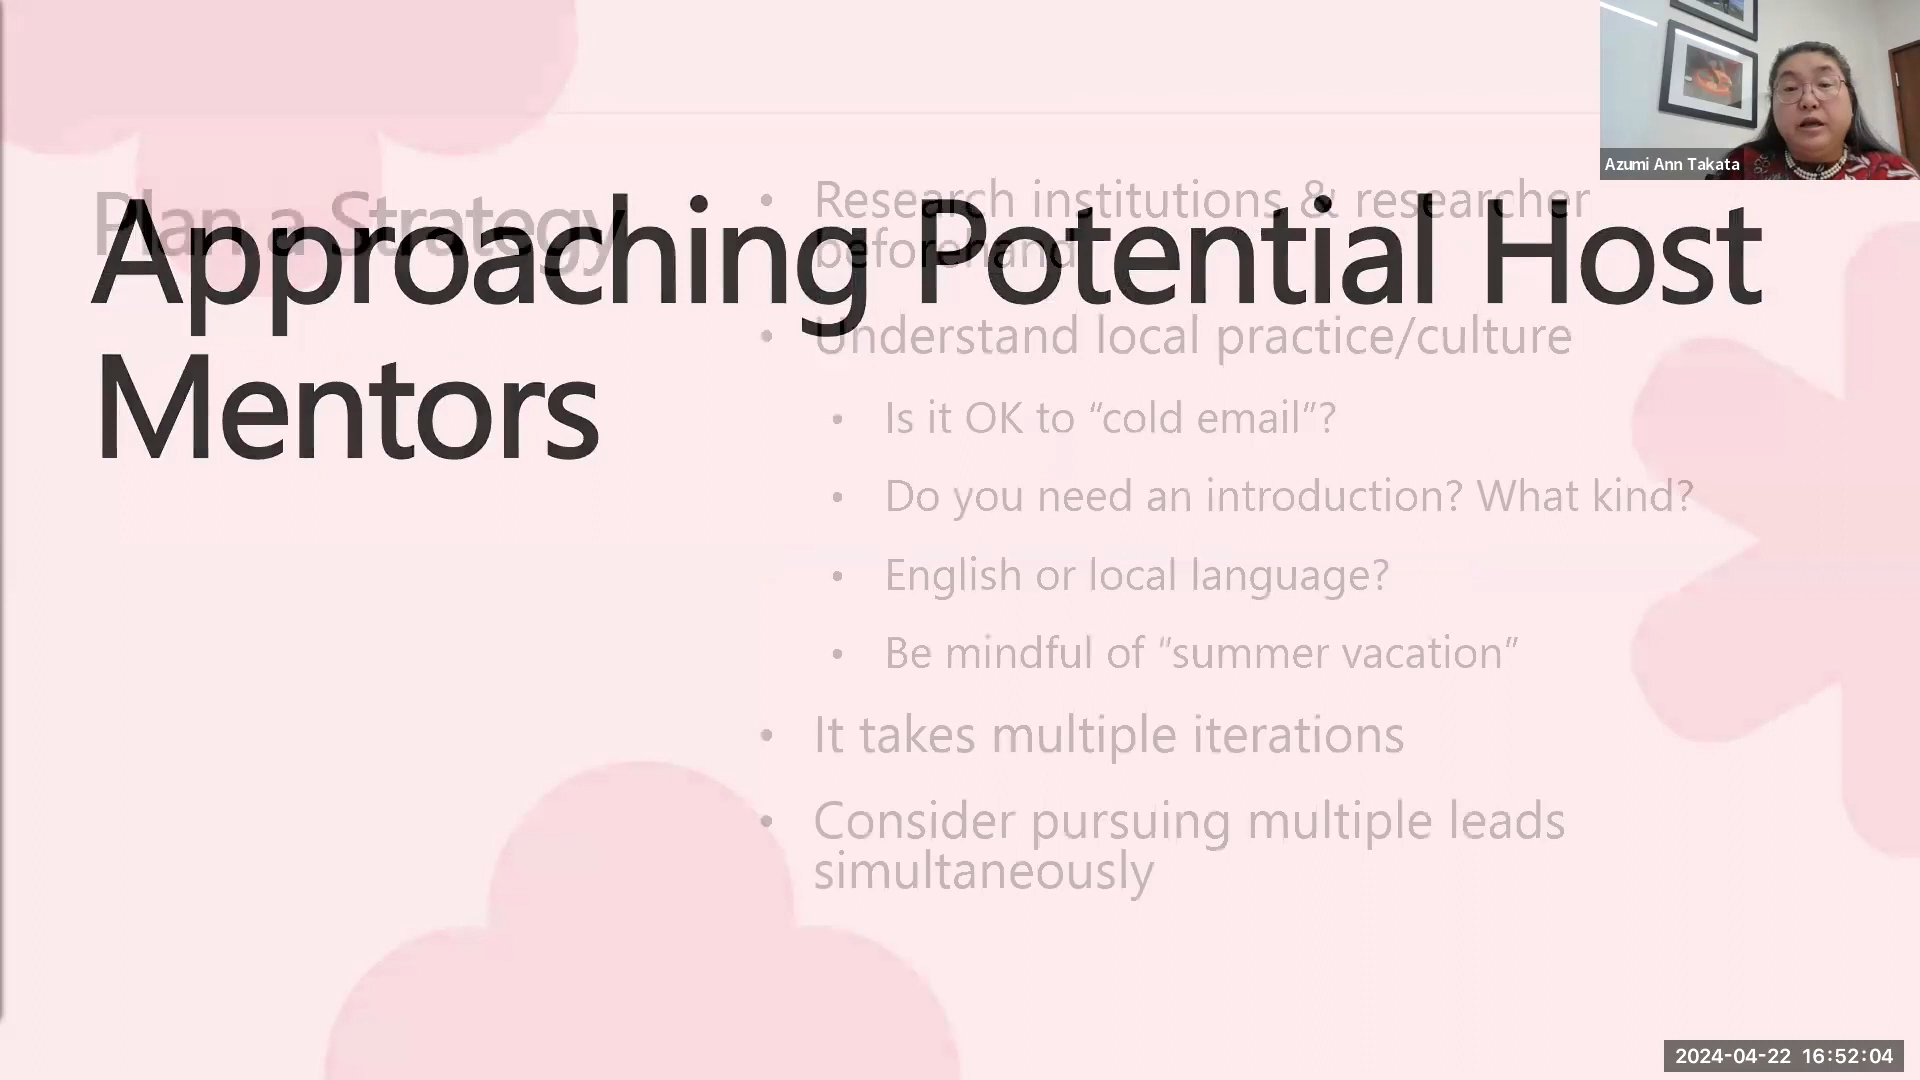 Azumi Ann Takata
Approaching Potential Host
Mentors
Plan a Strategy
• Research institutions & researcher
beforehand
• Understand local practice/culture
• Is it OK to “cold email”?
• Do you need an introduction? What kind?
• English or local language?
• Be mindful of “summer vacation”
• It takes multiple iterations
• Consider pursuing multiple leads
simultaneously
2024-04-22 16:52:04